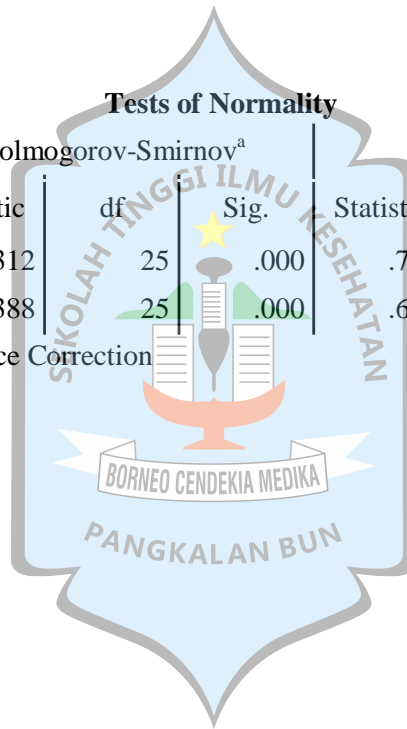 Tests of Normality
olmogorov-Smirnovᵃ
tic df Sig. Statist
312 25 .000 .7
388 25 .000 .6
ce Correction
SEKOLAH TINGGI ILMU KESEHATAN
BORNEO CENDEKIA MEDIKA
PANGKALAN BUN